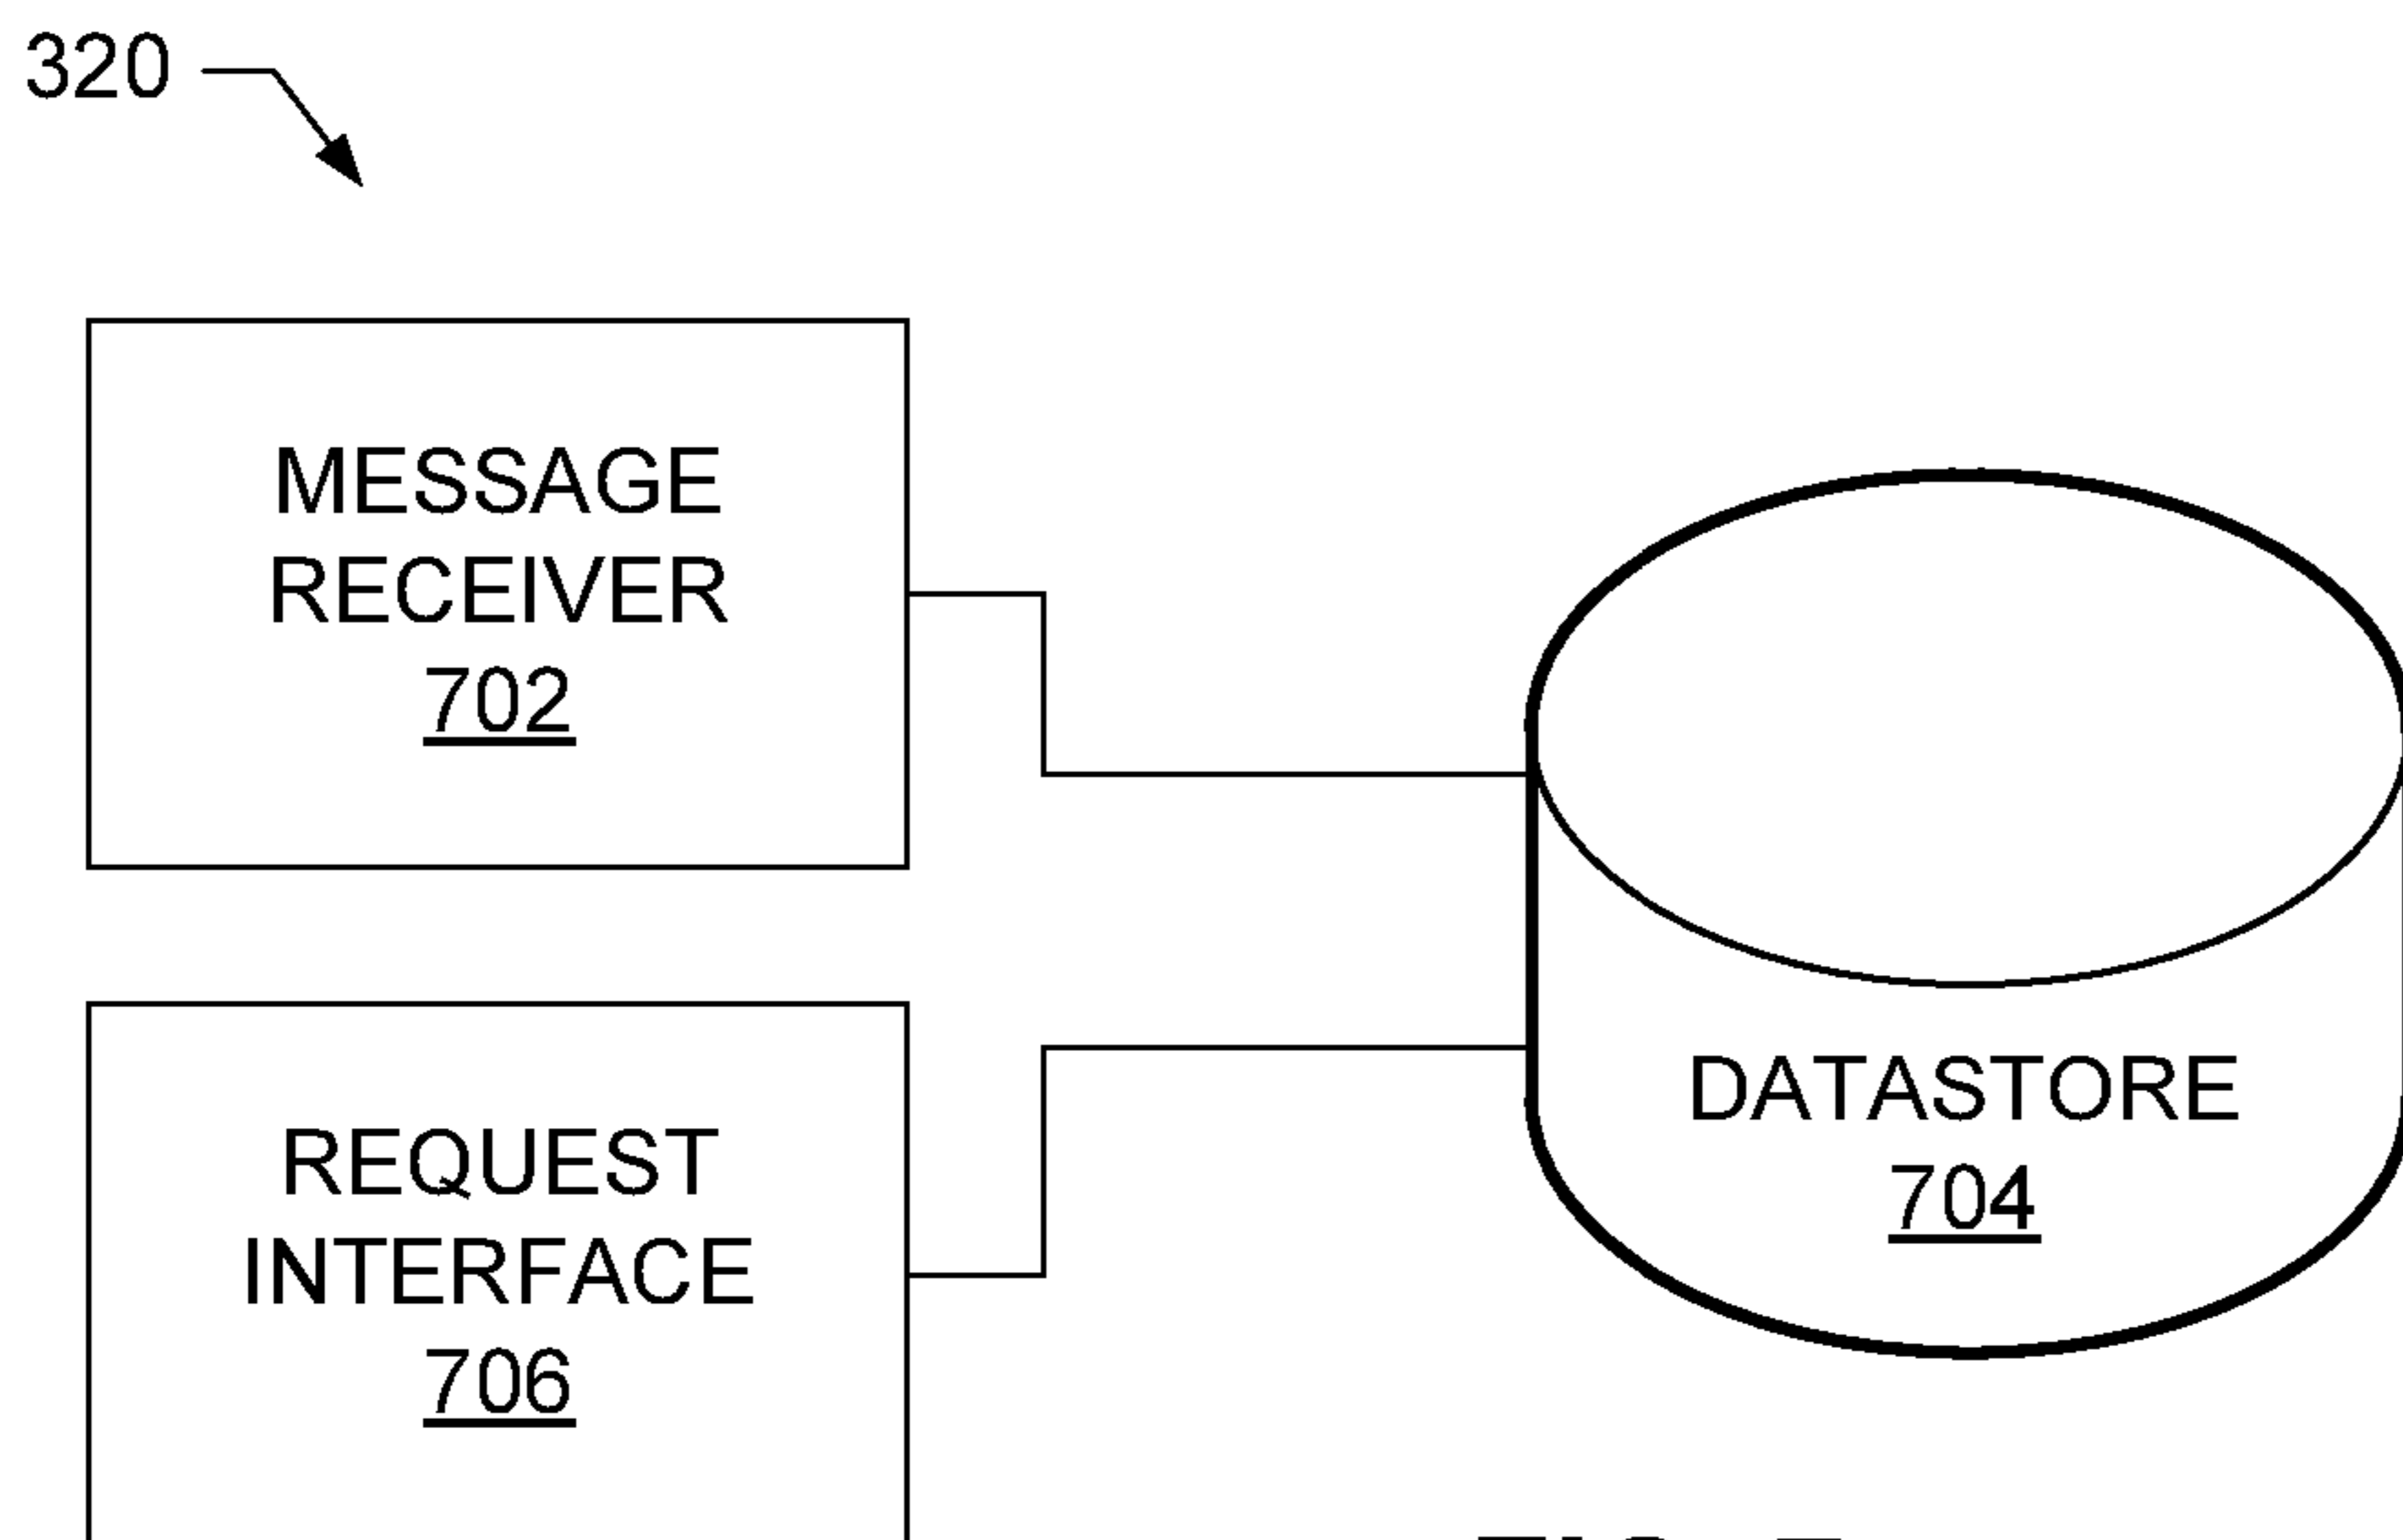 320
MESSAGE
RECEIVER
702
REQUEST
INTERFACE
706
DATASTORE
704